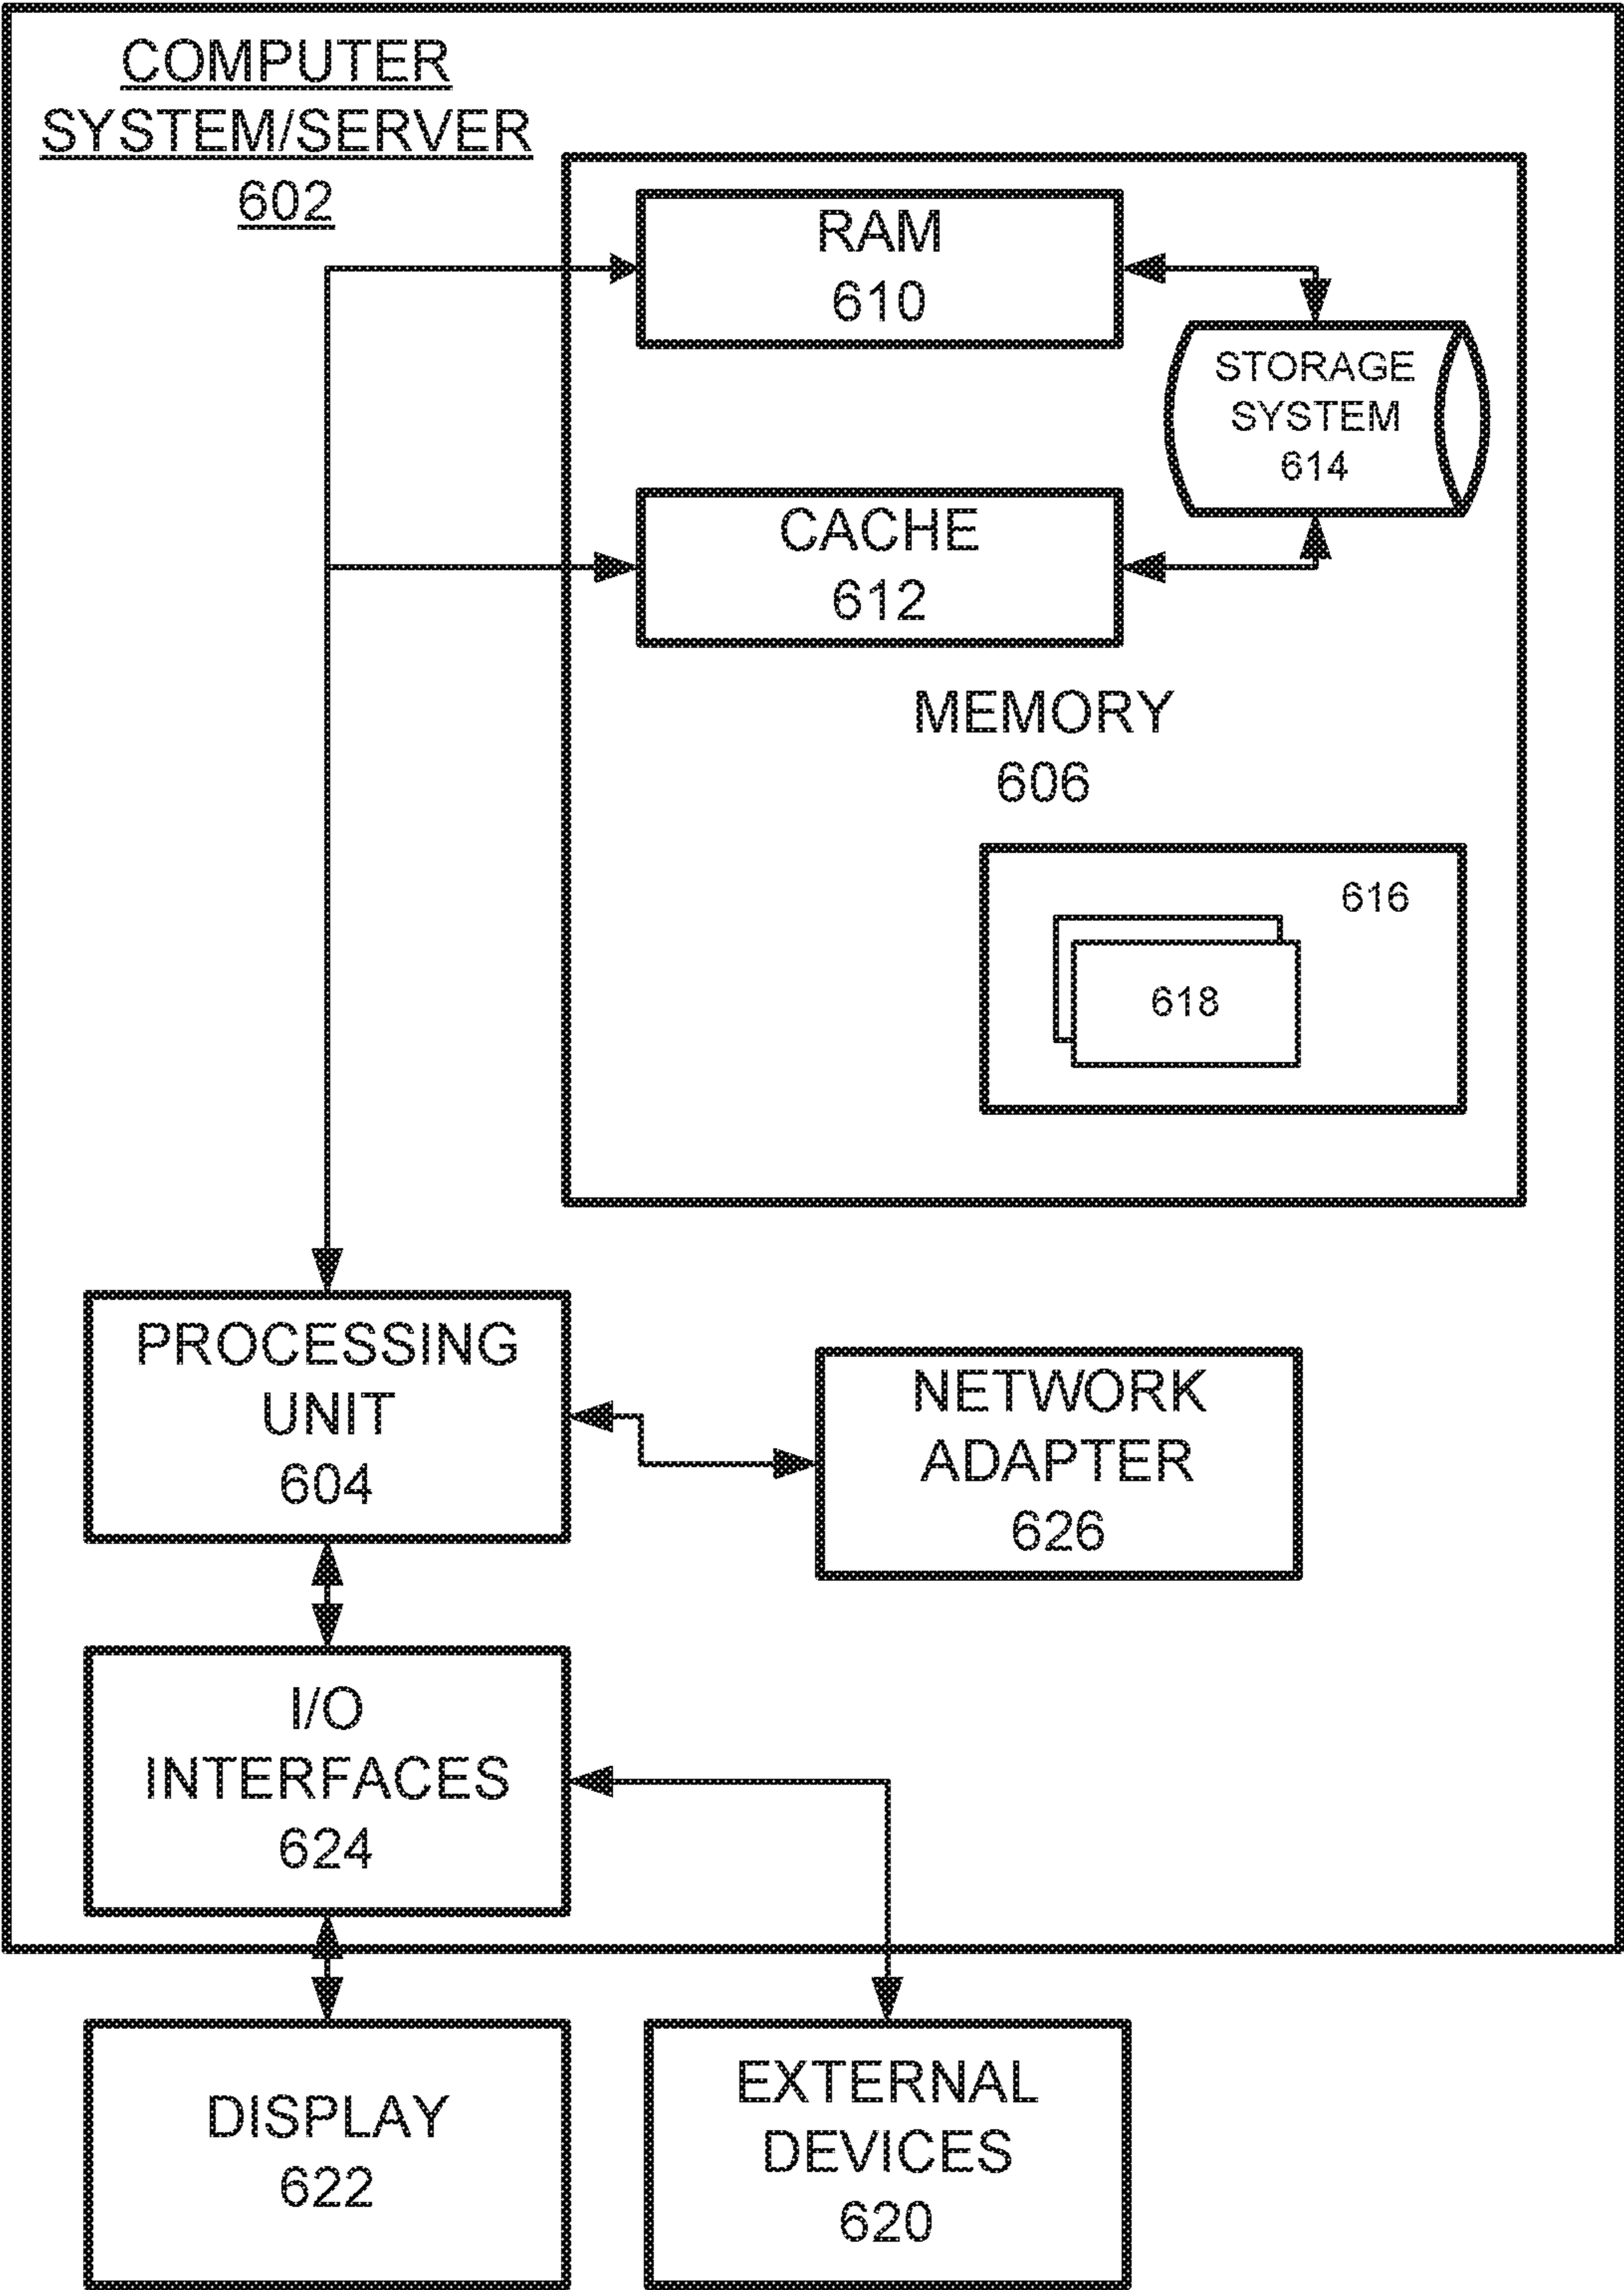 COMPUTER
SYSTEM/SERVER
602
RAM
610
STORAGE
SYSTEM
614
CACHE
612
MEMORY
606
616
618
PROCESSING
UNIT
604
NETWORK
ADAPTER
626
I/O
INTERFACES
624
DISPLAY
622
EXTERNAL
DEVICES
620